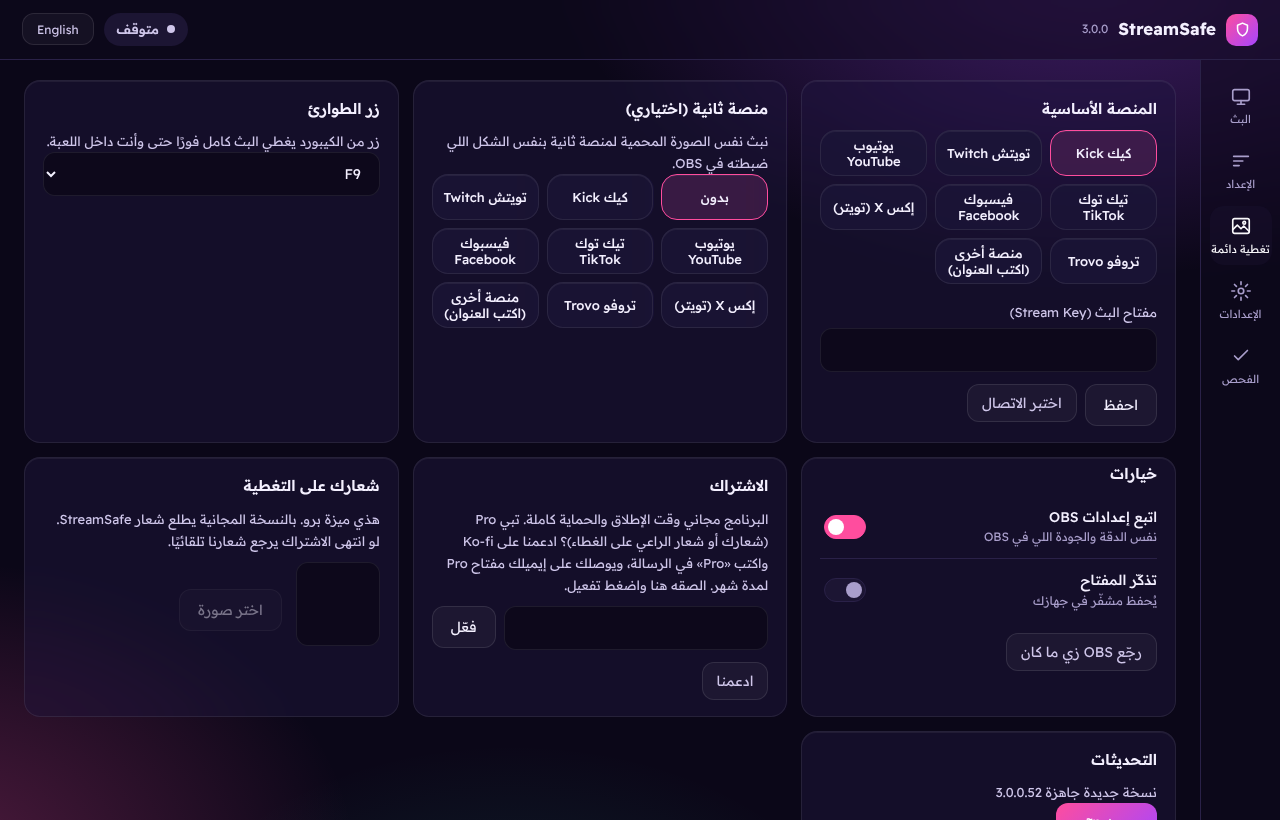 StreamSafe 3.0.0
متوقف
English
البث
الإعداد
تغطية دائمة
الإعدادات
الفحص
المنصة الأساسية
كيك Kick
تويتش Twitch
يوتيوب
YouTube
تيك توك
TikTok
فيسبوك
Facebook
إكس X (تويتر)
تروفو Trovo
منصة أخرى
(اكتب العنوان)
مفتاح البث (Stream Key)
احفظ
اختبر الاتصال
منصة ثانية (اختياري)
نبث نفس الصورة المحمية لمنصة ثانية بنفس الشكل اللي
ضبطته في OBS.
بدون
كيك Kick
تويتش Twitch
يوتيوب
YouTube
تيك توك
TikTok
فيسبوك
Facebook
إكس X (تويتر)
تروفو Trovo
منصة أخرى
(اكتب العنوان)
زر الطوارئ
زر من الكيبورد يغطي البث كامل فورًا حتى وأنت داخل اللعبة.
F9
خيارات
اتبع إعدادات OBS
نفس الدقة والجودة اللي في OBS
تذكّر المفتاح
يُحفظ مشفّر في جهازك
رجّع OBS زي ما كان
الاشتراك
البرنامج مجاني وقت الإطلاق والحماية كاملة. تبي Pro
(شعارك أو شعار الراعي على الغطاء)؟ ادعمنا على Ko-fi
واكتب «Pro» في الرسالة، ويوصلك على إيميلك مفتاح Pro
لمدة شهر. الصقه هنا واضغط تفعيل.
فعّل
ادعمنا
شعارك على التغطية
هذي ميزة برو. بالنسخة المجانية يطلع شعار StreamSafe.
لو انتهى الاشتراك يرجع شعارنا تلقائيًا.
اختر صورة
التحديثات
نسخة جديدة جاهزة 3.0.0.52